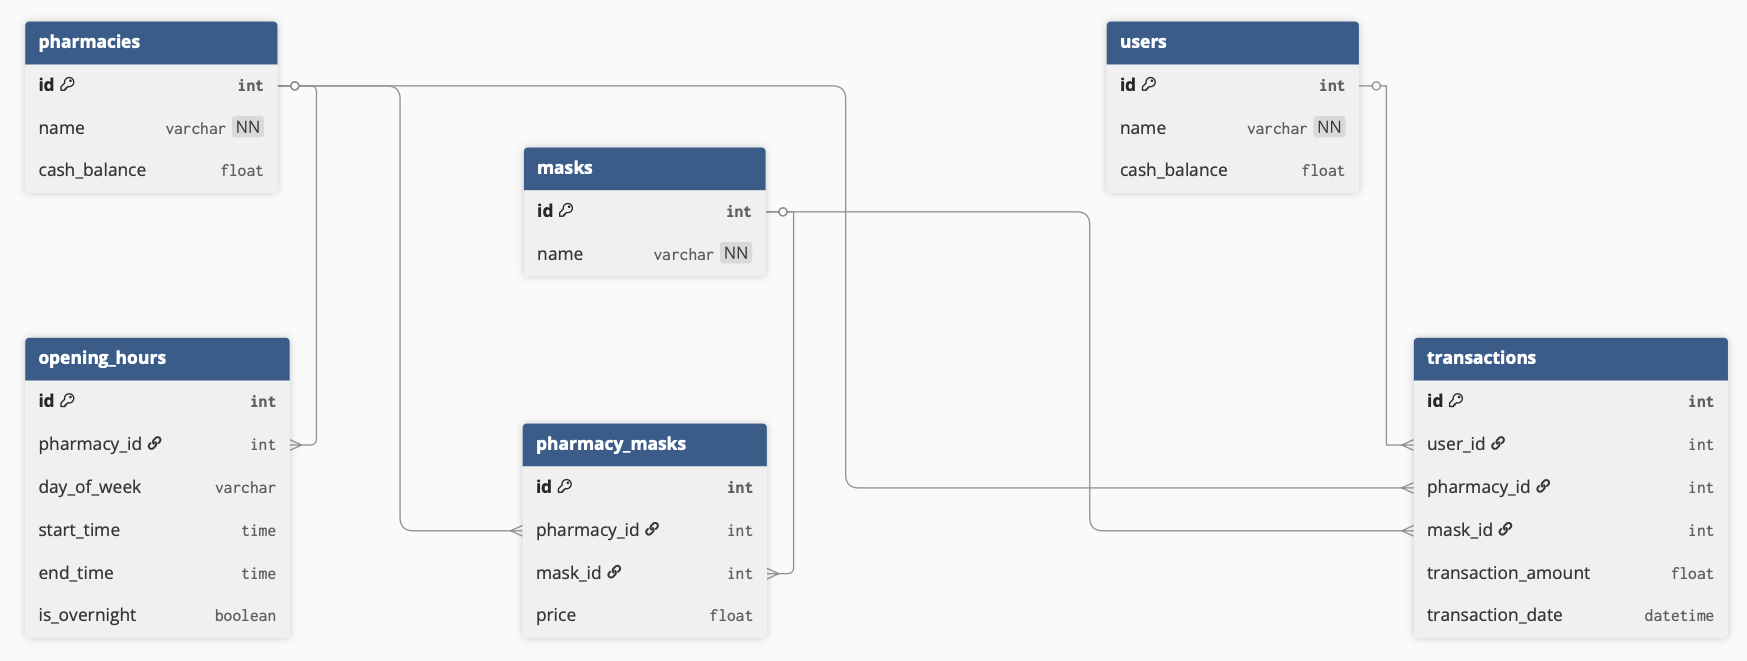 pharmacies
id int
name varchar NN
cash_balance float
users
id int
name varchar NN
cash_balance float
masks
id int
name varchar NN
opening_hours
id int
pharmacy_id int
day_of_week varchar
start_time time
end_time time
is_overnight boolean
pharmacy_masks
id int
pharmacy_id int
mask_id int
price float
transactions
id int
user_id int
pharmacy_id int
mask_id int
transaction_amount float
transaction_date datetime